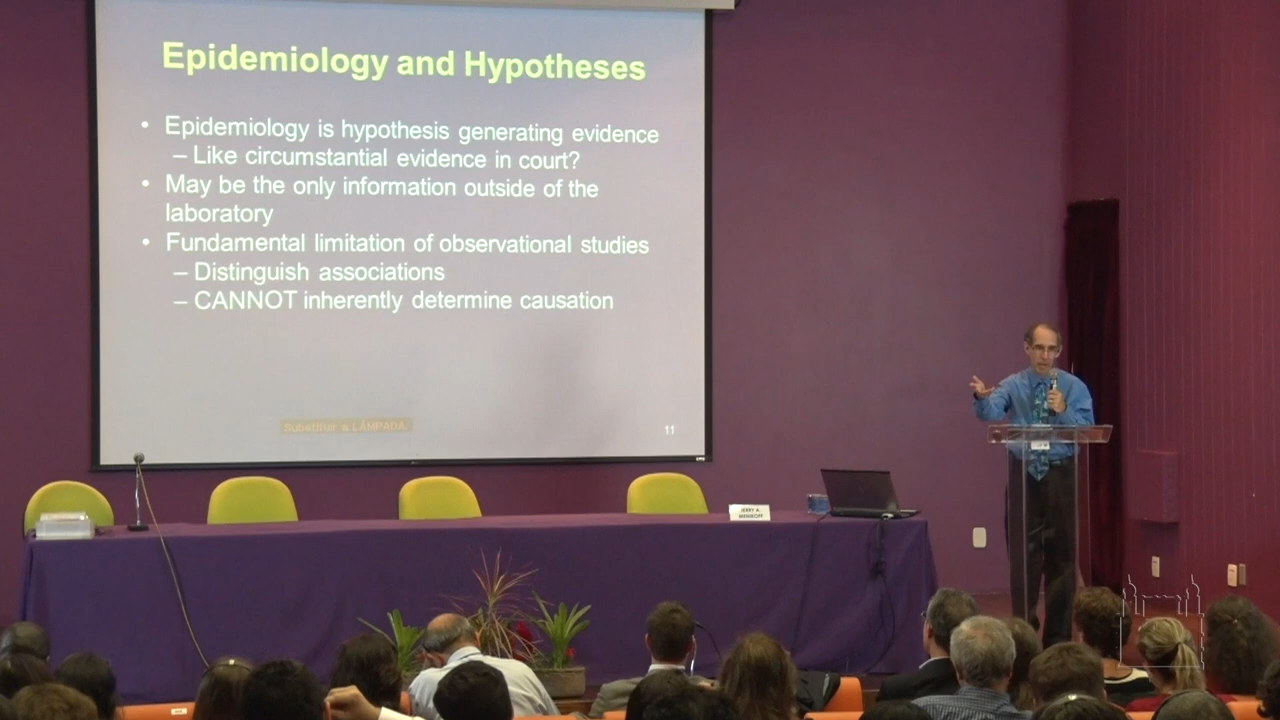 Epidemiology and Hypotheses
• Epidemiology is hypothesis generating evidence
– Like circumstantial evidence in court?
• May be the only information outside of the
laboratory
• Fundamental limitation of observational studies
– Distinguish associations
– CANNOT inherently determine causation
Substituir a LÂMPADA.
11
JERRY A.
MENIKOFF